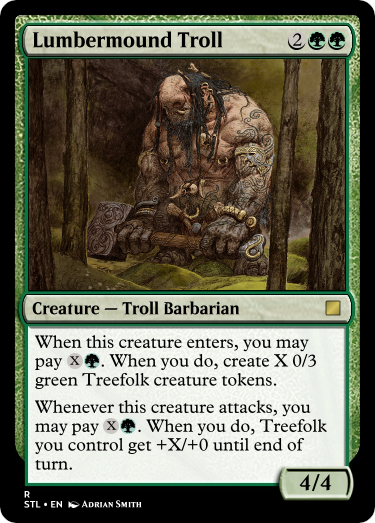 Lumbermound Troll 2
Creature — Troll Barbarian
When this creature enters, you may
pay X. When you do, create X 0/3
green Treefolk creature tokens.
Whenever this creature attacks, you
may pay X. When you do, Treefolk
you control get +X/+0 until end of
turn.
4/4
R
STL • EN Adrian Smith